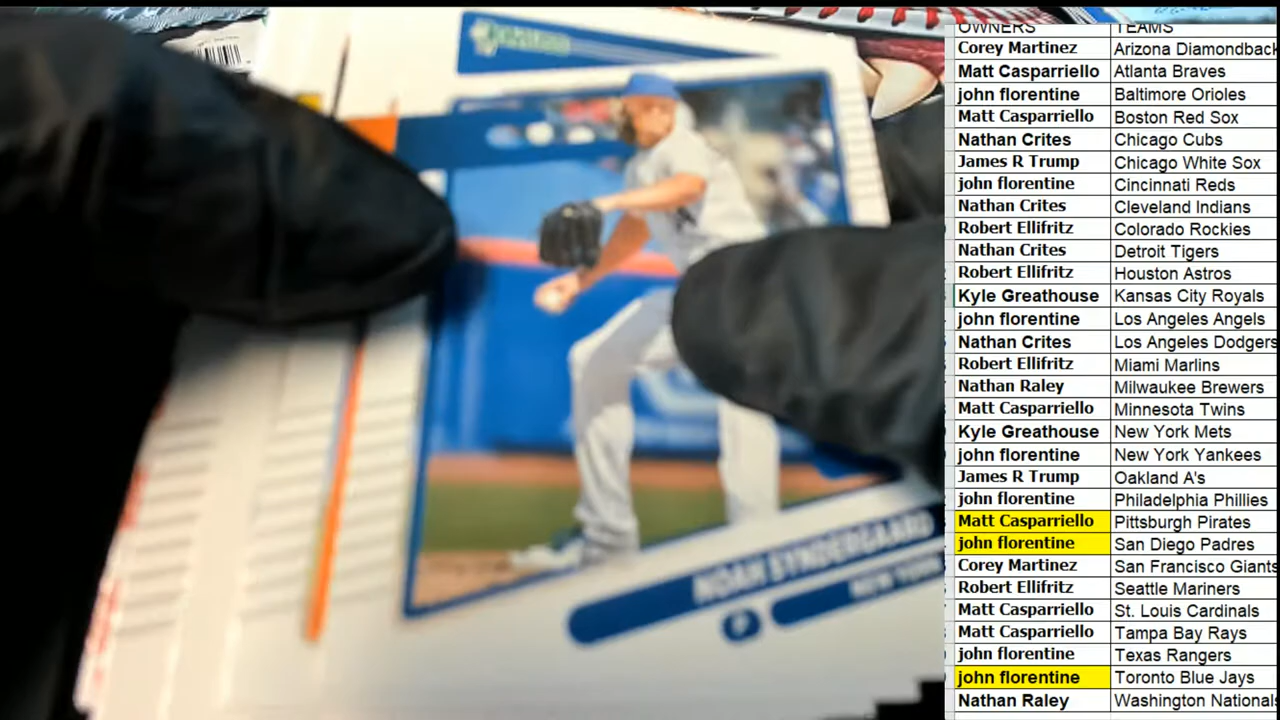 OWNERS TEAMS
Corey Martinez Arizona Diamondback
Matt Casparriello Atlanta Braves
john florentine Baltimore Orioles
Matt Casparriello Boston Red Sox
Nathan Crites Chicago Cubs
James R Trump Chicago White Sox
john florentine Cincinnati Reds
Nathan Crites Cleveland Indians
Robert Ellifritz Colorado Rockies
Nathan Crites Detroit Tigers
Robert Ellifritz Houston Astros
Kyle Greathouse Kansas City Royals
john florentine Los Angeles Angels
Nathan Crites Los Angeles Dodgers
Robert Ellifritz Miami Marlins
Nathan Raley Milwaukee Brewers
Matt Casparriello Minnesota Twins
Kyle Greathouse New York Mets
john florentine New York Yankees
James R Trump Oakland A's
john florentine Philadelphia Phillies
Matt Casparriello Pittsburgh Pirates
john florentine San Diego Padres
Corey Martinez San Francisco Giants
Robert Ellifritz Seattle Mariners
Matt Casparriello St. Louis Cardinals
Matt Casparriello Tampa Bay Rays
john florentine Texas Rangers
john florentine Toronto Blue Jays
Nathan Raley Washington Nationals
NOAH SYNDERGAARD
P NEW YORK